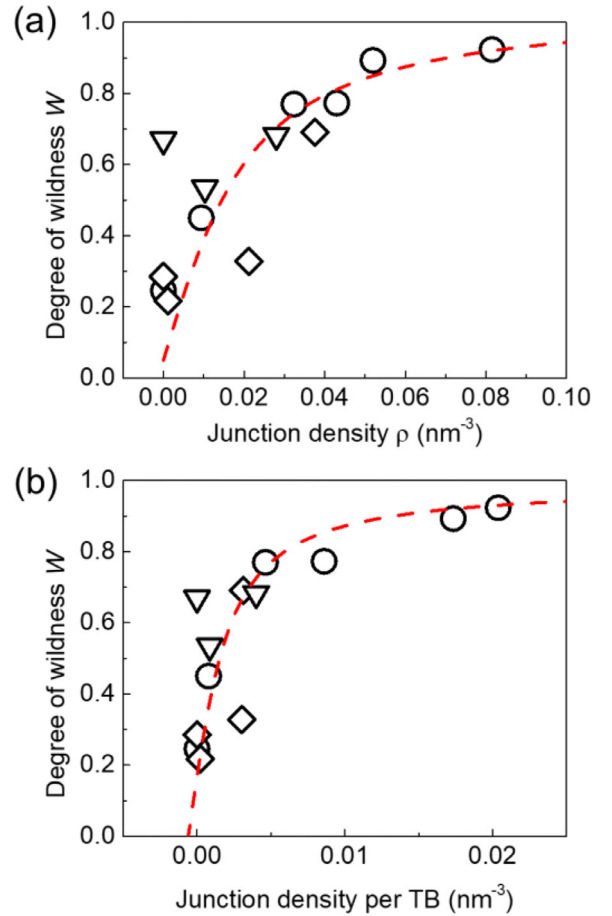 (a)
1.0
0.8
0.6
0.4
0.2
0.0
Degree of wildness W
0.00 0.02 0.04 0.06 0.08 0.10
Junction density ρ (nm⁻³)
(b)
1.0
0.8
0.6
0.4
0.2
0.0
Degree of wildness W
0.00 0.01 0.02
Junction density per TB (nm⁻³)